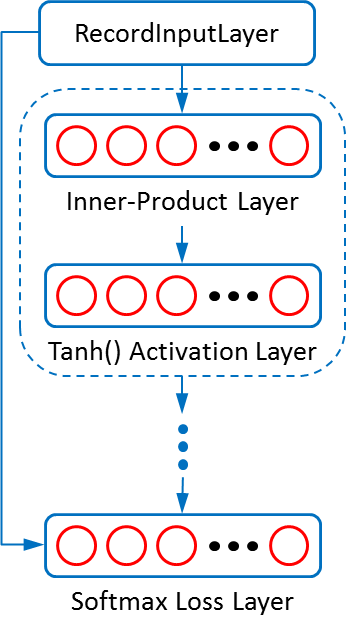 RecordInputLayer
Inner-Product Layer
Tanh() Activation Layer
Softmax Loss Layer